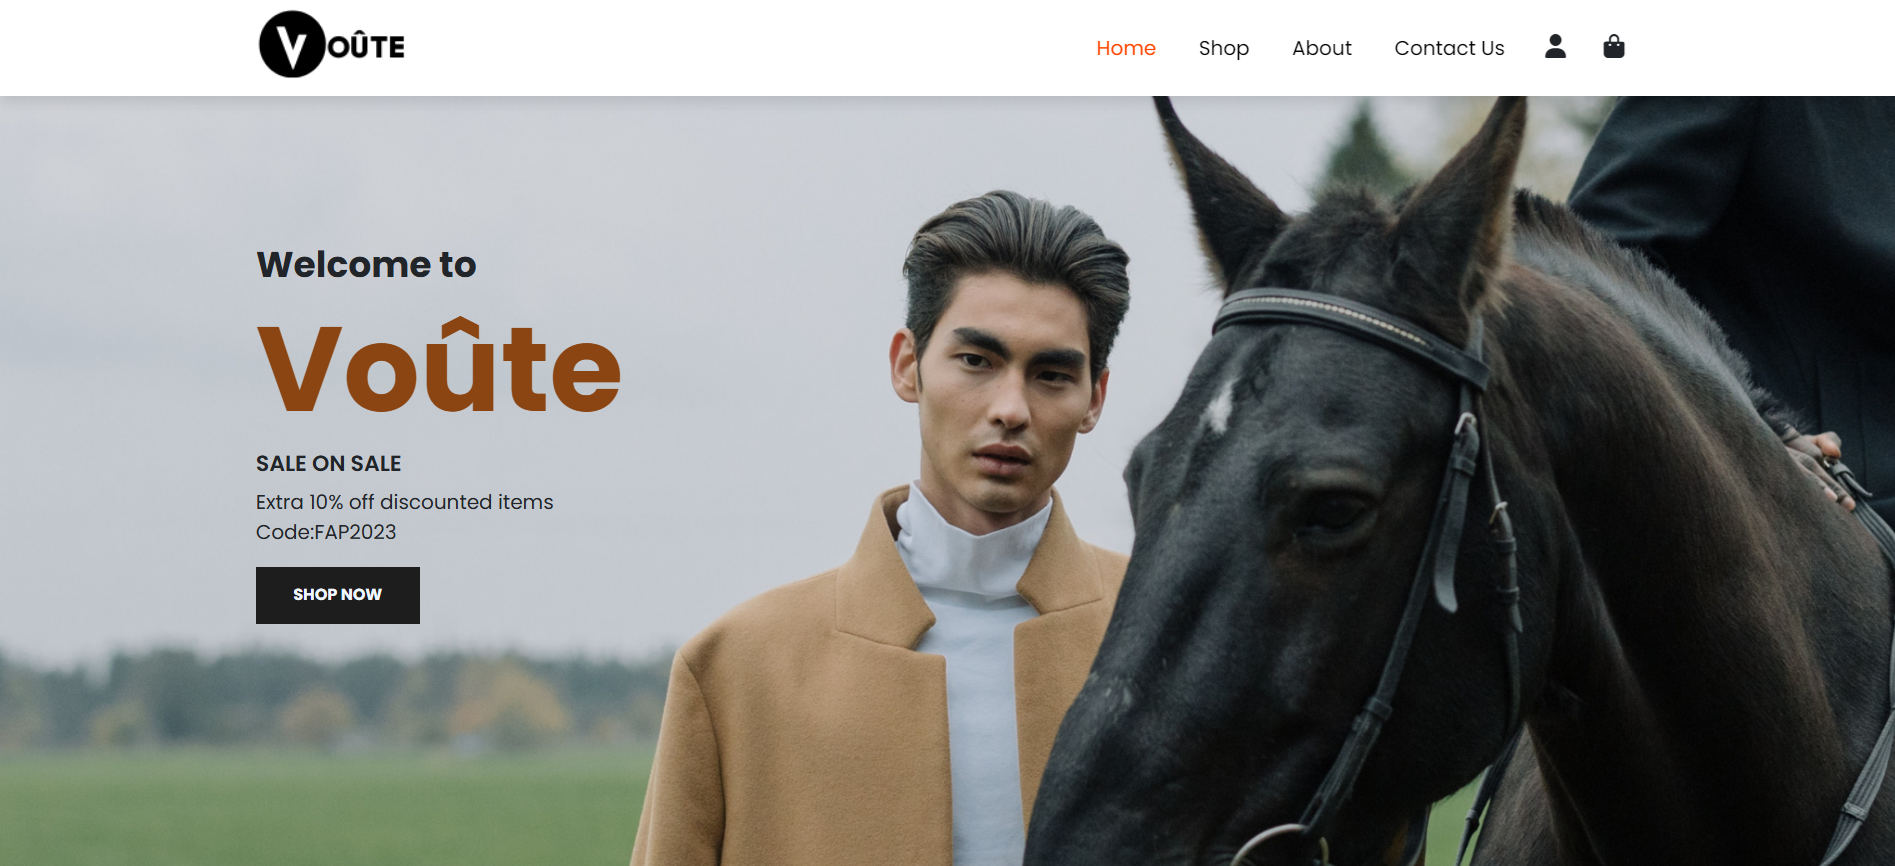 VOÛTE
Home Shop About Contact Us
Welcome to
Voûte
SALE ON SALE
Extra 10% off discounted items
Code:FAP2023
SHOP NOW